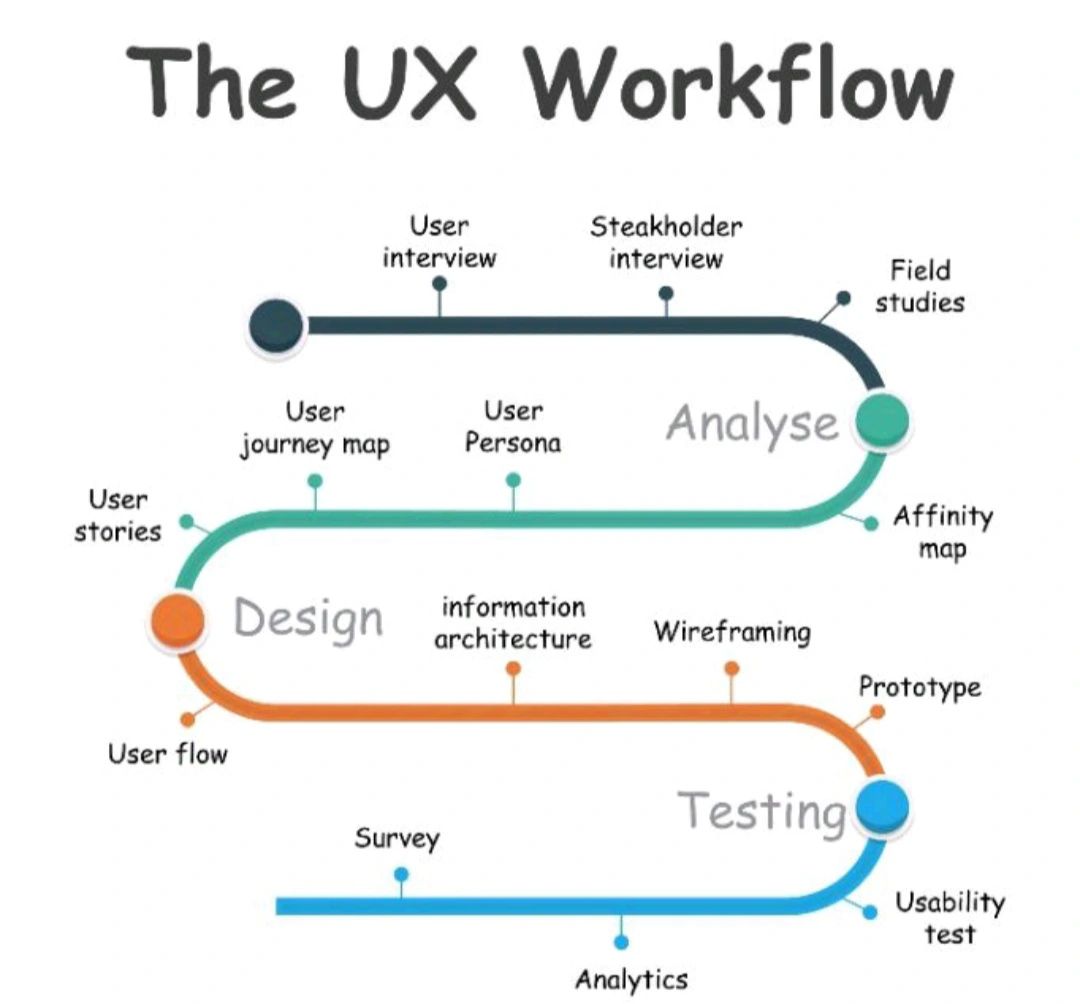 The UX Workflow
User
interview
Steakholder
interview
Field
studies
Analyse
User
journey map
User
Persona
User
stories
Affinity
map
Design
information
architecture
Wireframing
Prototype
User flow
Testing
Survey
Usability
test
Analytics